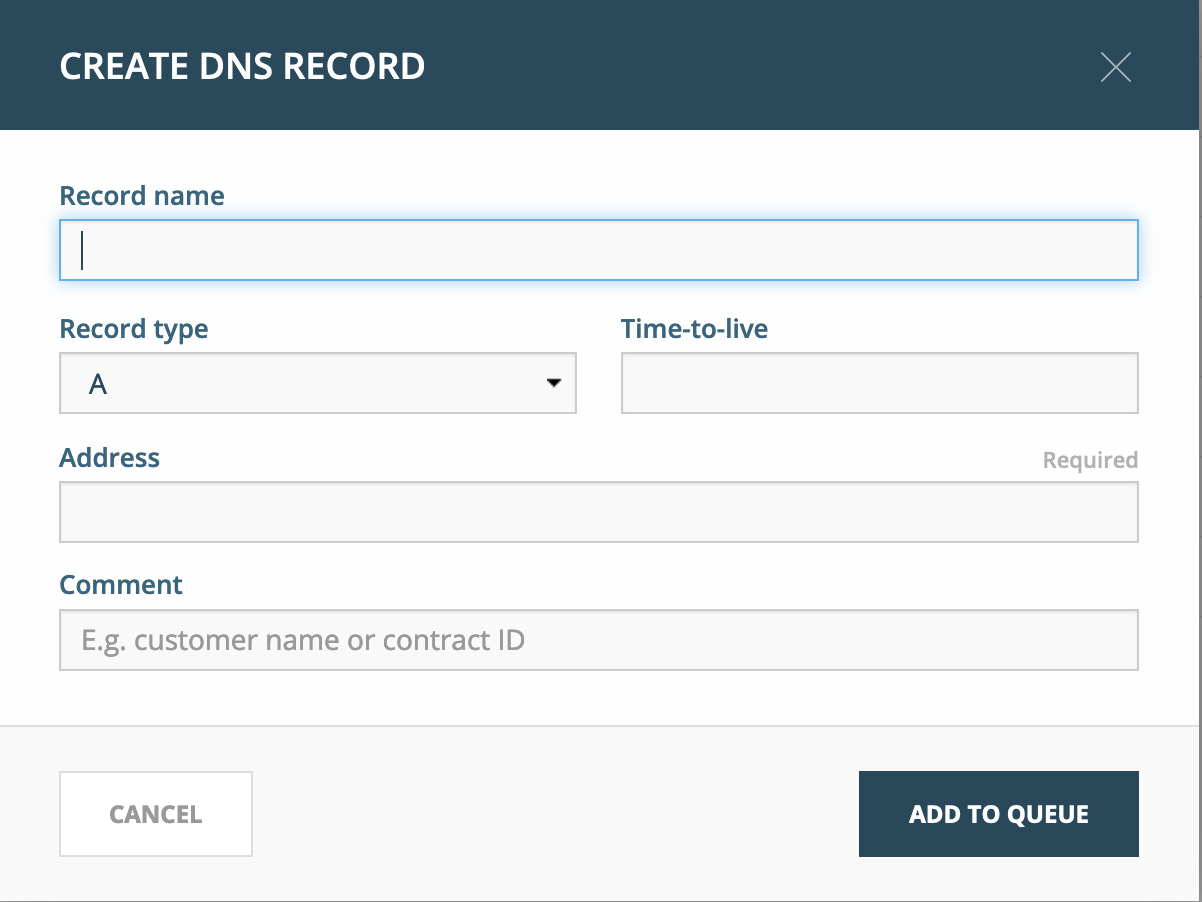 CREATE DNS RECORD
Record name
Record type
Time-to-live
A
Address
Required
Comment
E.g. customer name or contract ID
CANCEL
ADD TO QUEUE